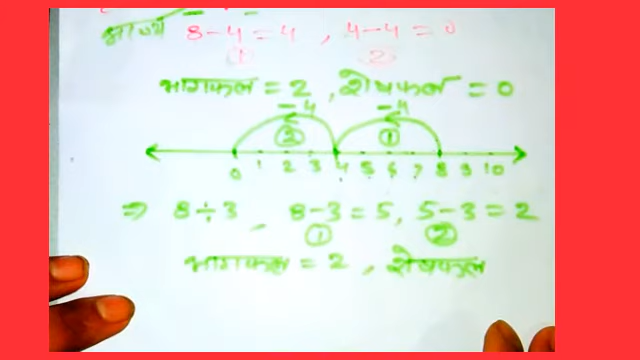 भाज्य 8-4=4, 4-4=0
① ②
भागफल = 2, शेषफल = 0
-4 -4
② ①
0 1 2 3 4 5 6 7 8 9 10
⇒ 8÷3, 8-3=5, 5-3=2
① ②
भागफल = 2, शेषफल